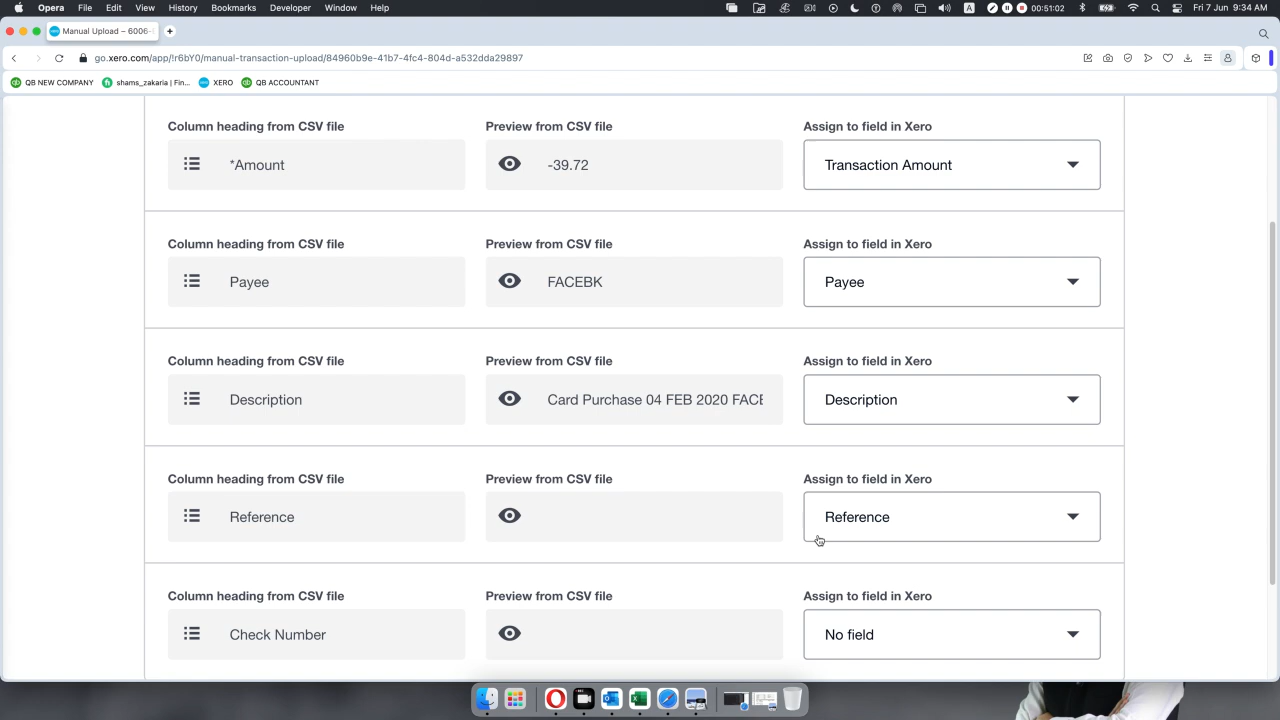 Opera File Edit View History Bookmarks Developer Window Help 00:51:02 A Fri 7 Jun 9:34 AM
Manual Upload – 6006-
go.xero.com/app/!r6bY0/manual-transaction-upload/84960b9e-41b7-4fc4-804d-a532dda29897
QB NEW COMPANY shams_zakaria | Fin... XERO QB ACCOUNTANT
Column heading from CSV file Preview from CSV file Assign to field in Xero
*Amount -39.72 Transaction Amount
Column heading from CSV file Preview from CSV file Assign to field in Xero
Payee FACEBK Payee
Column heading from CSV file Preview from CSV file Assign to field in Xero
Description Card Purchase 04 FEB 2020 FACE Description
Column heading from CSV file Preview from CSV file Assign to field in Xero
Reference Reference
Column heading from CSV file Preview from CSV file Assign to field in Xero
Check Number No field